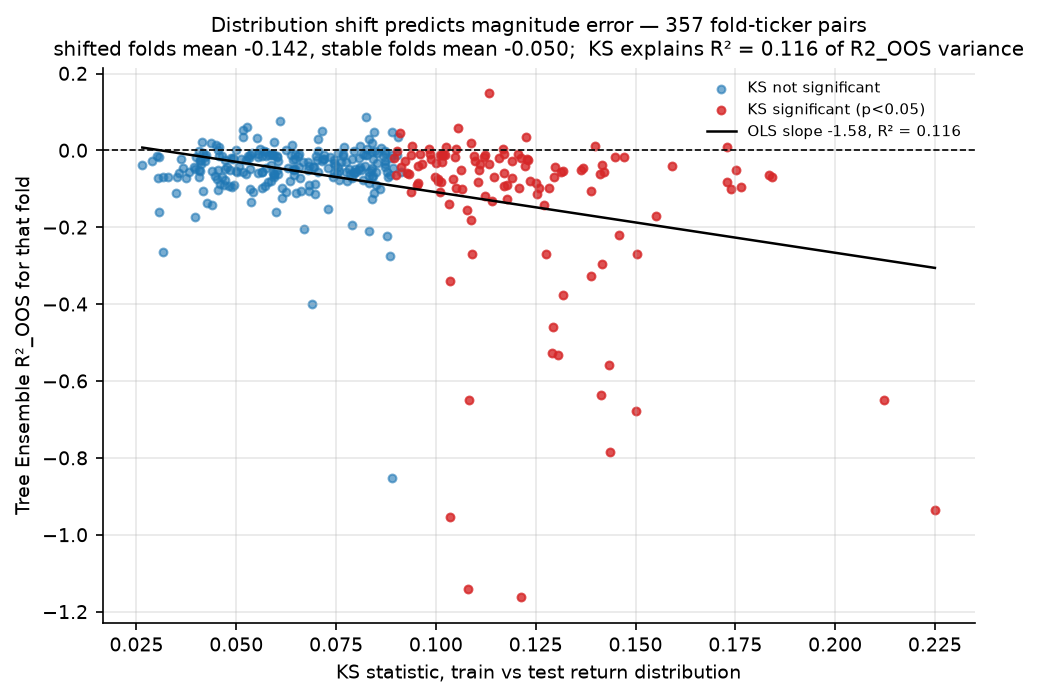 Distribution shift predicts magnitude error — 357 fold-ticker pairs
shifted folds mean -0.142, stable folds mean -0.050;  KS explains R² = 0.116 of R2_OOS variance
KS not significant
KS significant (p<0.05)
OLS slope -1.58, R² = 0.116
Tree Ensemble R²_OOS for that fold
0.2
0.0
−0.2
−0.4
−0.6
−0.8
−1.0
−1.2
0.025 0.050 0.075 0.100 0.125 0.150 0.175 0.200 0.225
KS statistic, train vs test return distribution